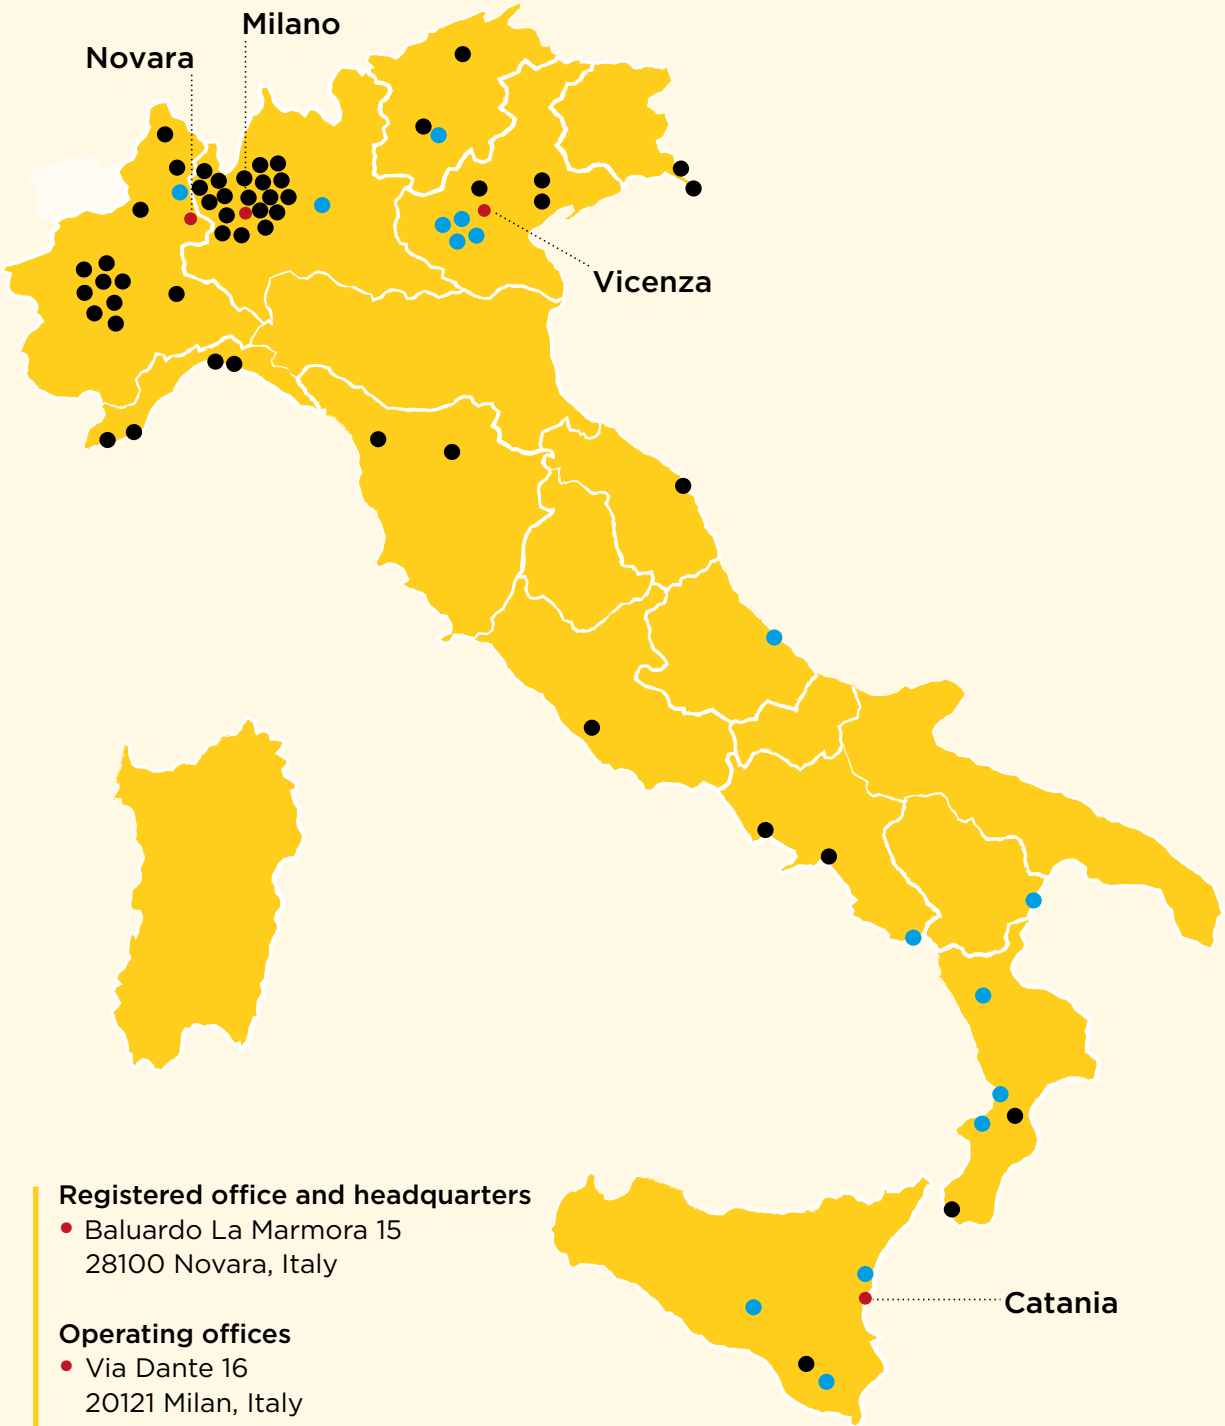 Milano
Novara
Vicenza
Catania
Registered office and headquarters
Baluardo La Marmora 15
28100 Novara, Italy
Operating offices
Via Dante 16
20121 Milan, Italy